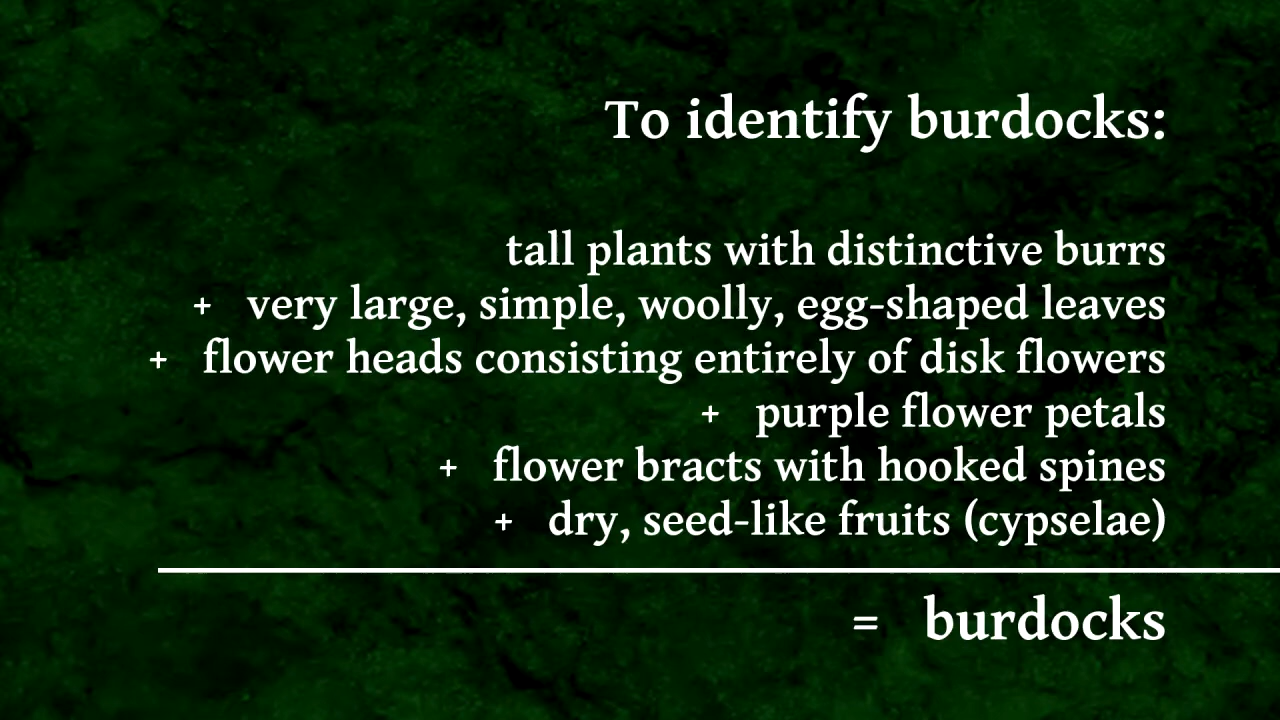 To identify burdocks:
tall plants with distinctive burrs
+ very large, simple, woolly, egg-shaped leaves
+ flower heads consisting entirely of disk flowers
+ purple flower petals
+ flower bracts with hooked spines
+ dry, seed-like fruits (cypselae)
= burdocks